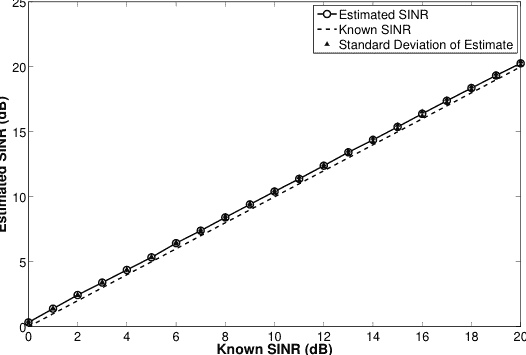 25
20
15
10
5
0
Estimated SINR (dB)
Estimated SINR
Known SINR
Standard Deviation of Estimate
0 2 4 6 8 10 12 14 16 18 20
Known SINR (dB)